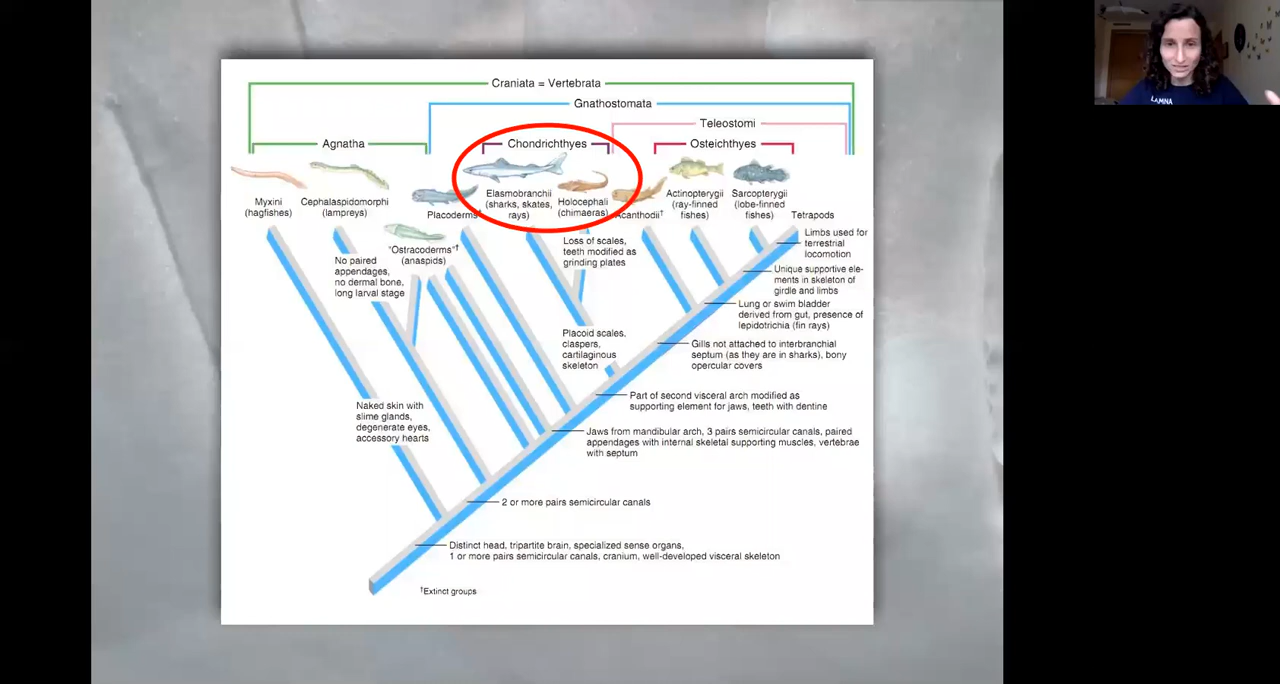 LAMNA
Craniata = Vertebrata
Gnathostomata
Teleostomi
Agnatha
Chondrichthyes
Osteichthyes
Myxini
(hagfishes)
Cephalaspidomorphi
(lampreys)
Placoderms†
"Ostracoderms"†
(anaspids)
Elasmobranchii
(sharks, skates,
rays)
Holocephali
(chimaeras)
Acanthodii†
Actinopterygii
(ray-finned
fishes)
Sarcopterygii
(lobe-finned
fishes)
Tetrapods
No paired
appendages,
no dermal bone,
long larval stage
Loss of scales,
teeth modified as
grinding plates
Limbs used for
terrestrial
locomotion
Unique supportive ele-
ments in skeleton of
girdle and limbs
Lung or swim bladder
derived from gut, presence of
lepidotrichia (fin rays)
Placoid scales.
claspers,
cartilaginous
skeleton
Gills not attached to interbranchial
septum (as they are in sharks), bony
opercular covers
Part of second visceral arch modified as
supporting element for jaws, teeth with dentine
Naked skin with
slime glands,
degenerate eyes,
accessory hearts
Jaws from mandibular arch, 3 pairs semicircular canals, paired
appendages with internal skeletal supporting muscles, vertebrae
with septum
2 or more pairs semicircular canals
Distinct head, tripartite brain, specialized sense organs,
1 or more pairs semicircular canals, cranium, well-developed visceral skeleton
†Extinct groups